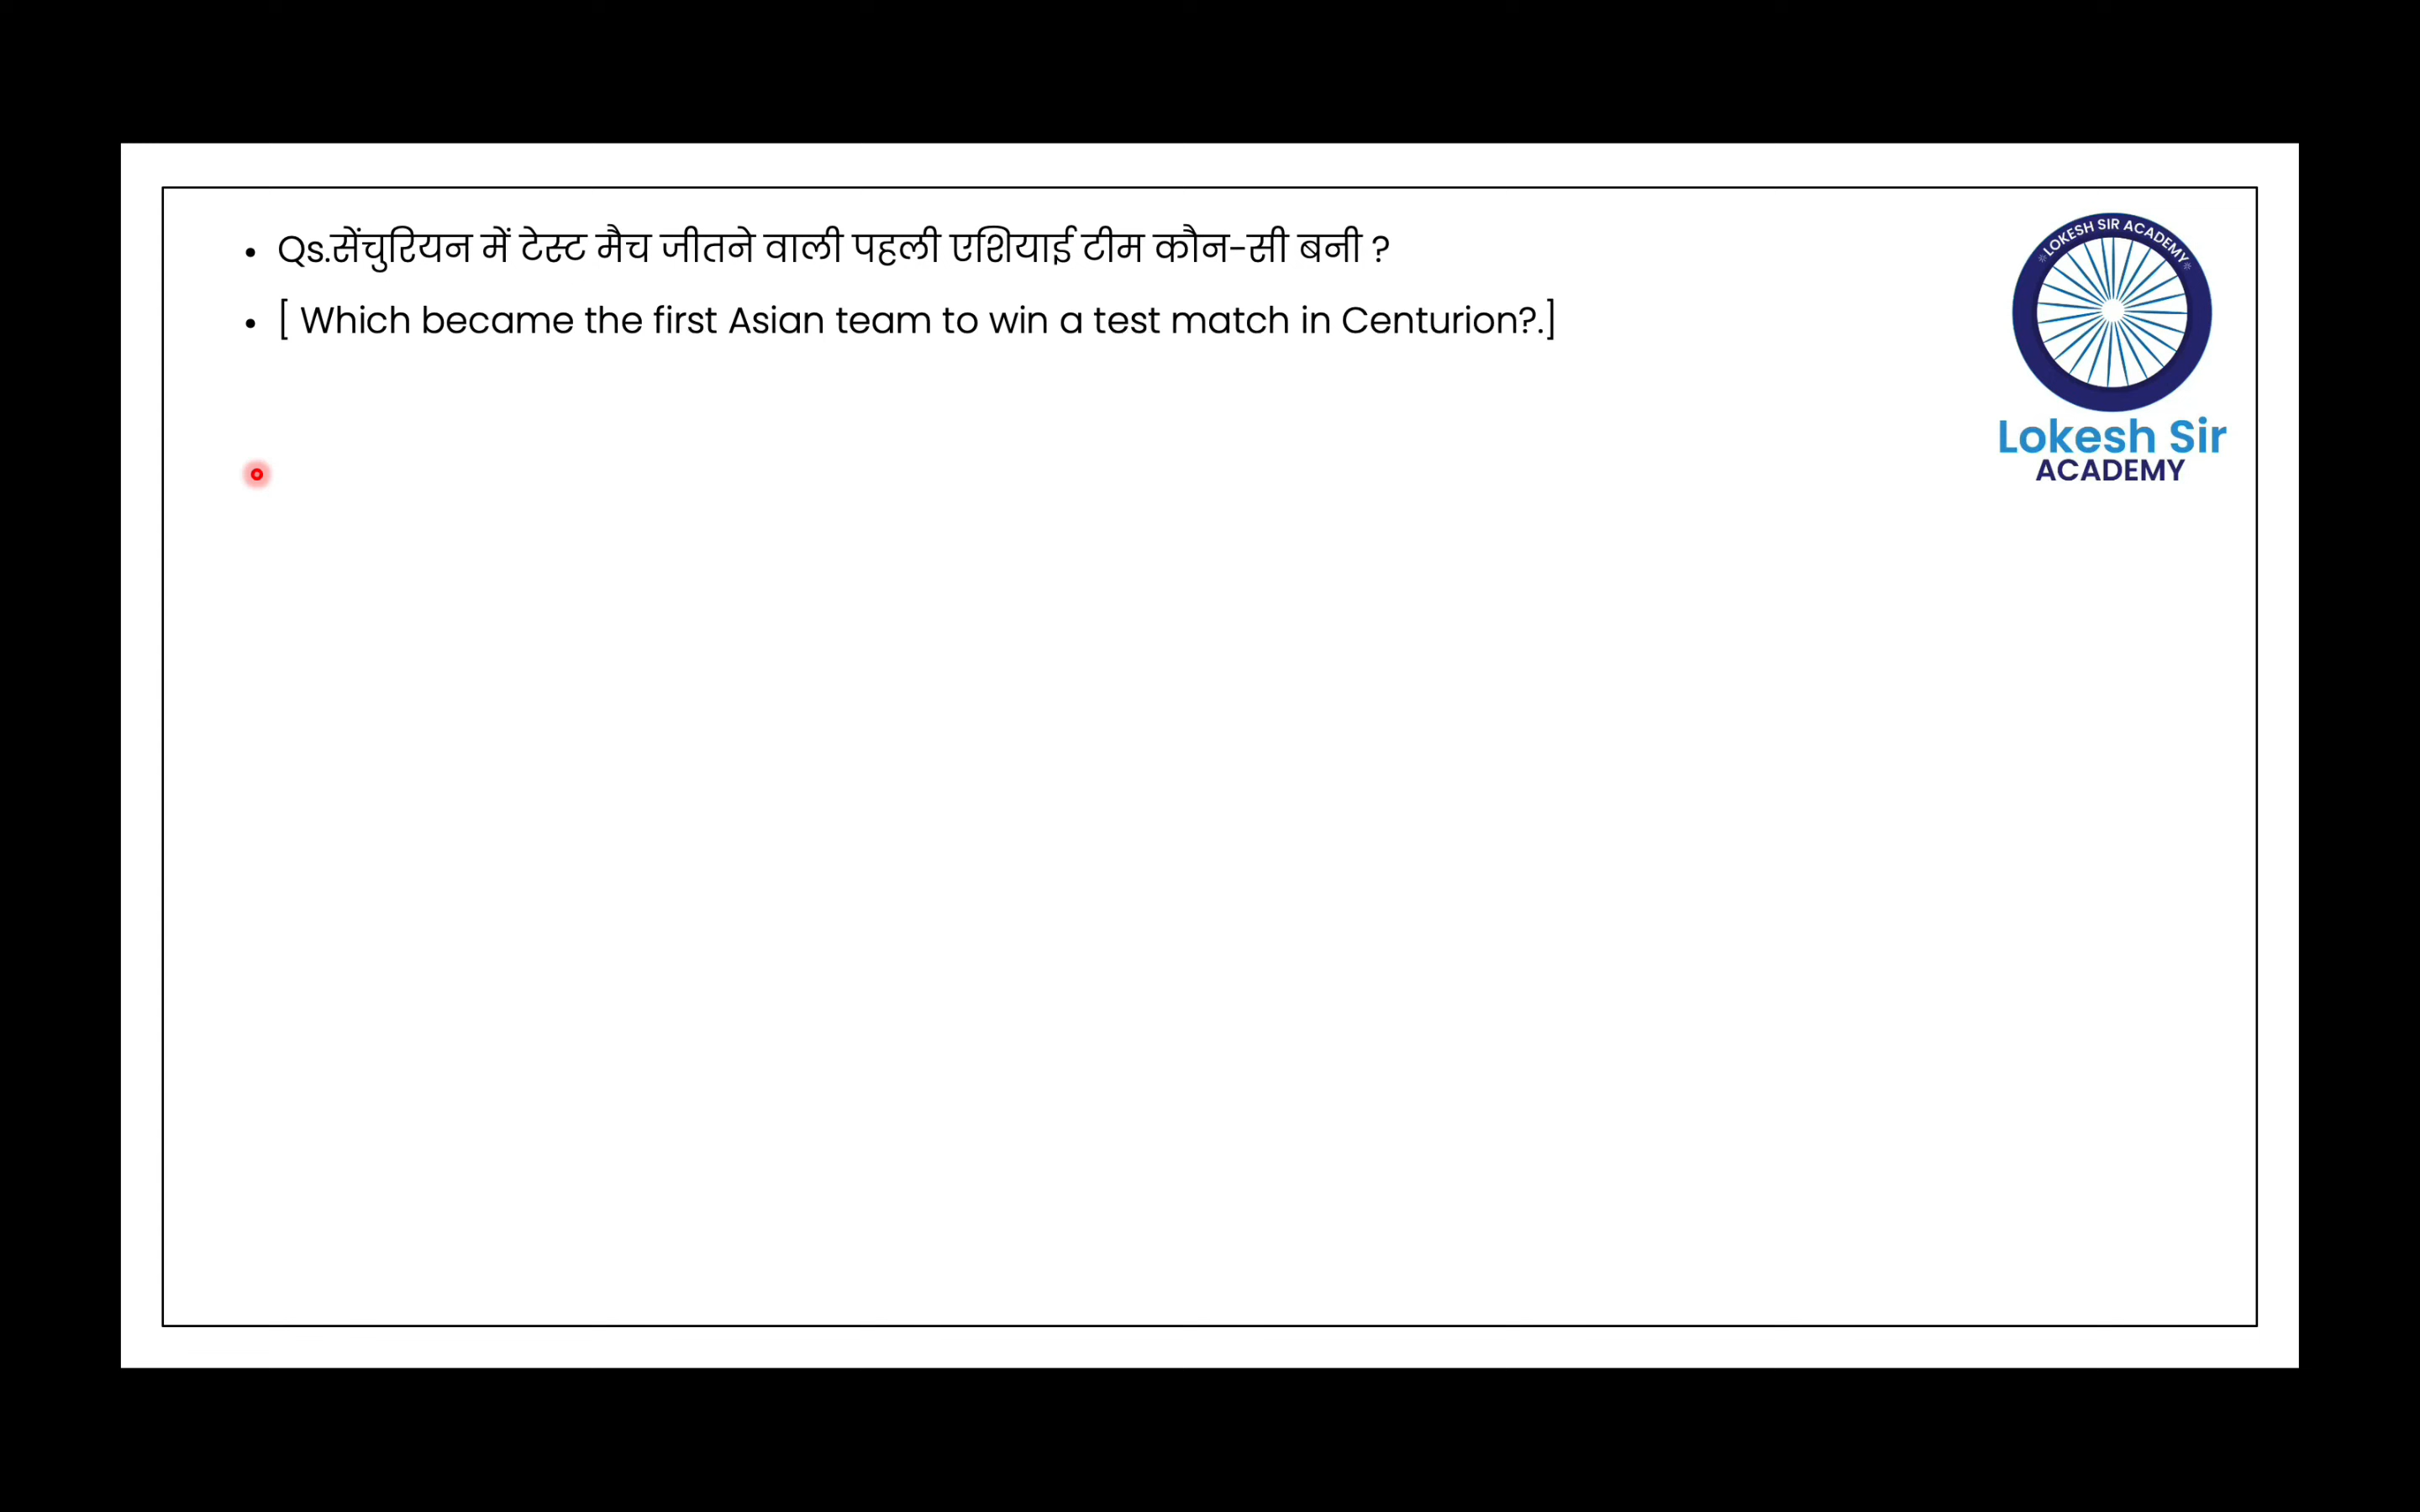 Qs.सेंचुरियन में टेस्ट मैच जीतने वाली पहली एशियाई टीम कौन-सी बनी ?
[ Which became the first Asian team to win a test match in Centurion?.]
LOKESH SIR ACADEMY
Lokesh Sir
ACADEMY